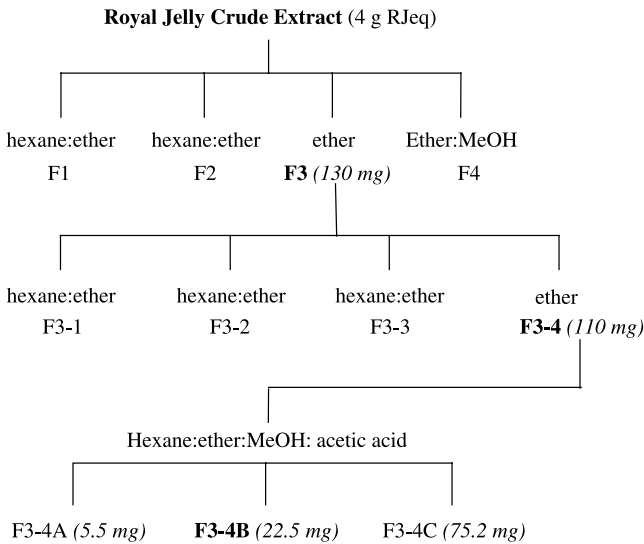 Royal Jelly Crude Extract (4 g RJeq)
hexane:ether hexane:ether ether Ether:MeOH
F1 F2 F3 (130 mg) F4
hexane:ether hexane:ether hexane:ether ether
F3-1 F3-2 F3-3 F3-4 (110 mg)
Hexane:ether:MeOH: acetic acid
F3-4A (5.5 mg) F3-4B (22.5 mg) F3-4C (75.2 mg)